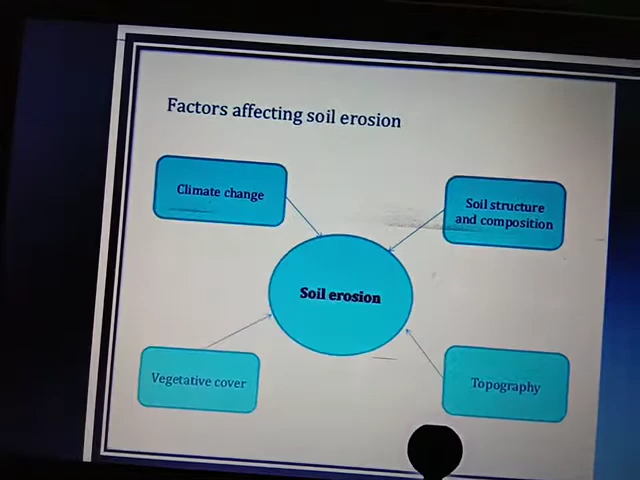 Factors affecting soil erosion
Climate change
Soil structure
and composition
Soil erosion
Vegetative cover
Topography